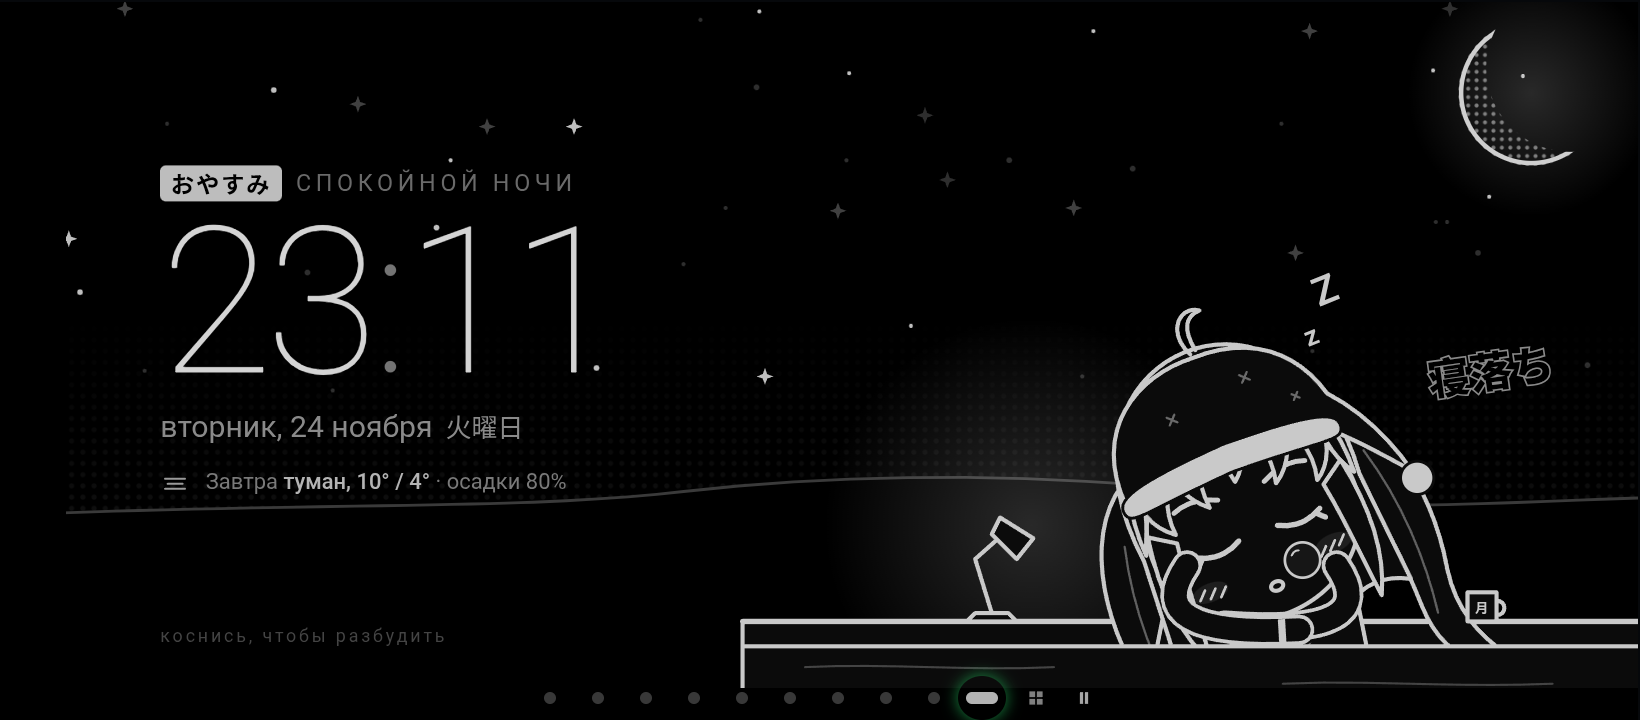 おやすみ СПОКОЙНОЙ НОЧИ
23:11
вторник, 24 ноября 火曜日
Завтра туман, 10° / 4° · осадки 80%
Z
z
寝落ち
月
коснись, чтобы разбудить